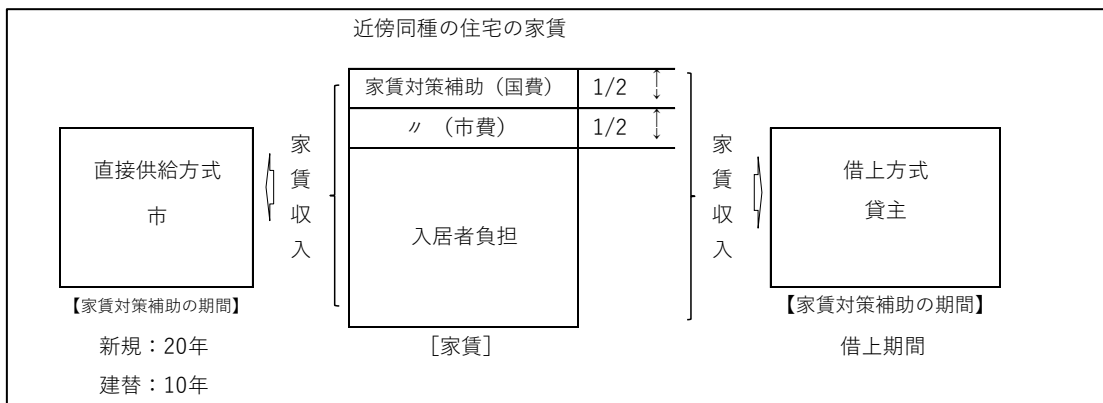 近傍同種の住宅の家賃
家賃対策補助（国費） 1/2
〃 （市費） 1/2
入居者負担
［家賃］
直接供給方式
市
家賃収入
【家賃対策補助の期間】
新規：20年
建替：10年
家賃収入
借上方式
貸主
【家賃対策補助の期間】
借上期間